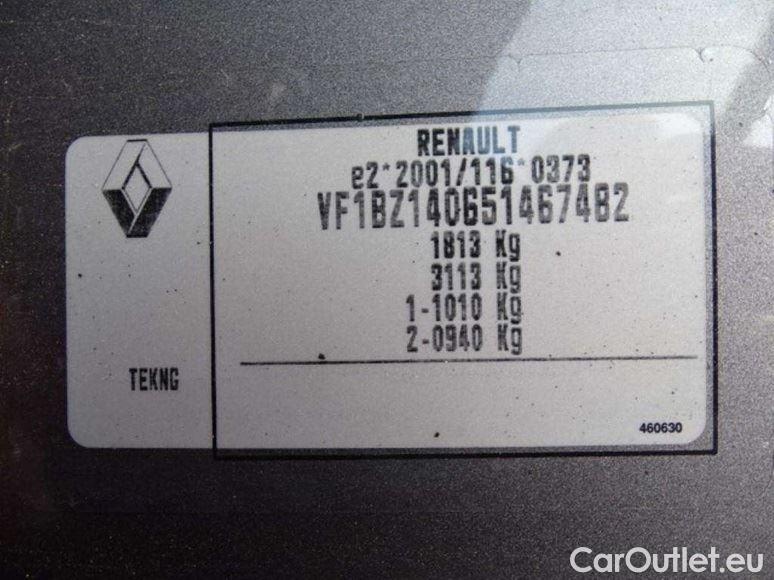 RENAULT
e2*2001/116*0373
VF1BZ140651467482
1813 Kg
3113 Kg
1-1010 Kg
2-0940 Kg
TEKNG
460630
CarOutlet.eu